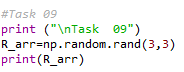 #Task 09
print ("\nTask  09")
R_arr=np.random.rand(3,3)
print(R_arr)